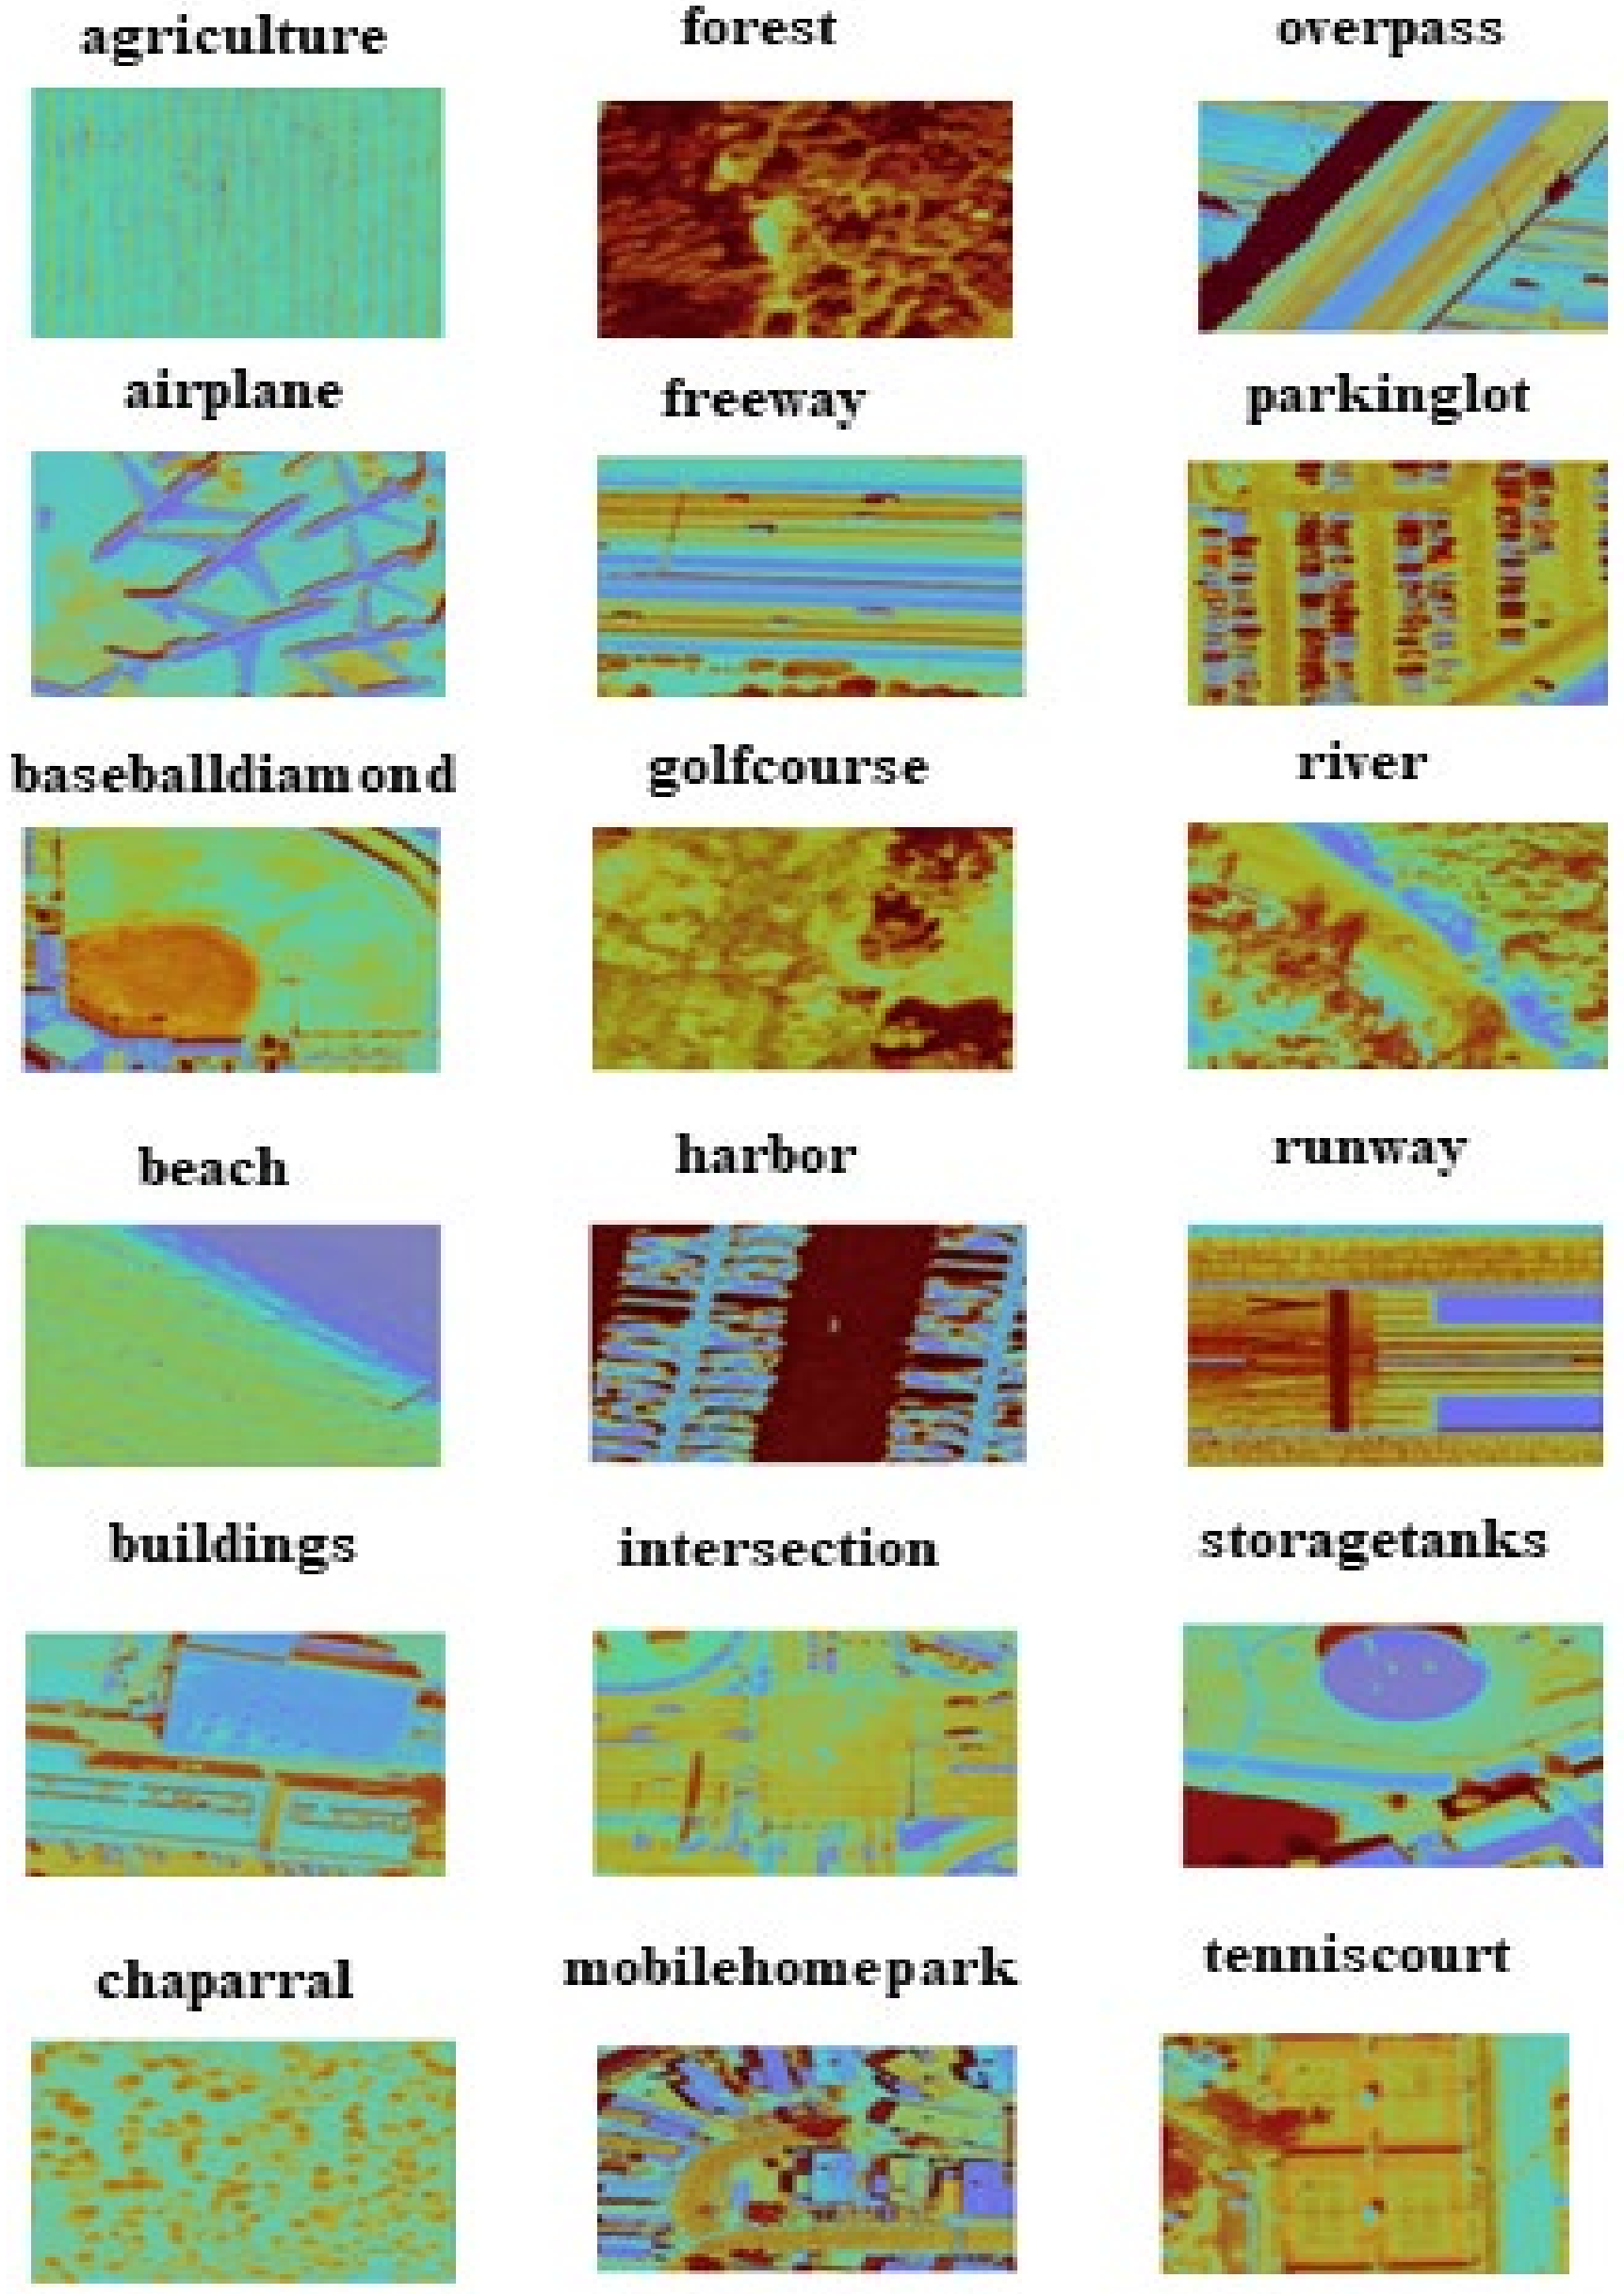 agriculture
forest
overpass
airplane
freeway
parkinglot
baseballdiamond
golfcourse
river
beach
harbor
runway
buildings
intersection
storagetanks
chaparral
mobilehomepark
tenniscourt